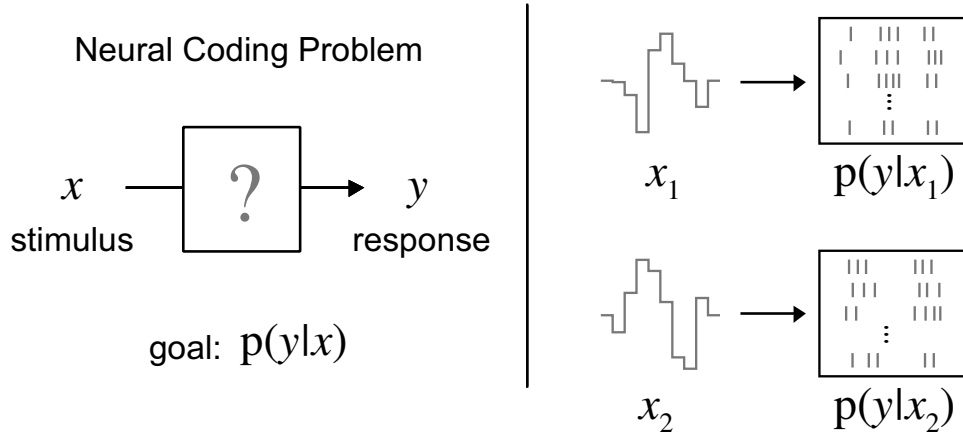 Neural Coding Problem
x
stimulus
?
y
response
goal: p(y|x)
x₁
p(y|x₁)
x₂
p(y|x₂)